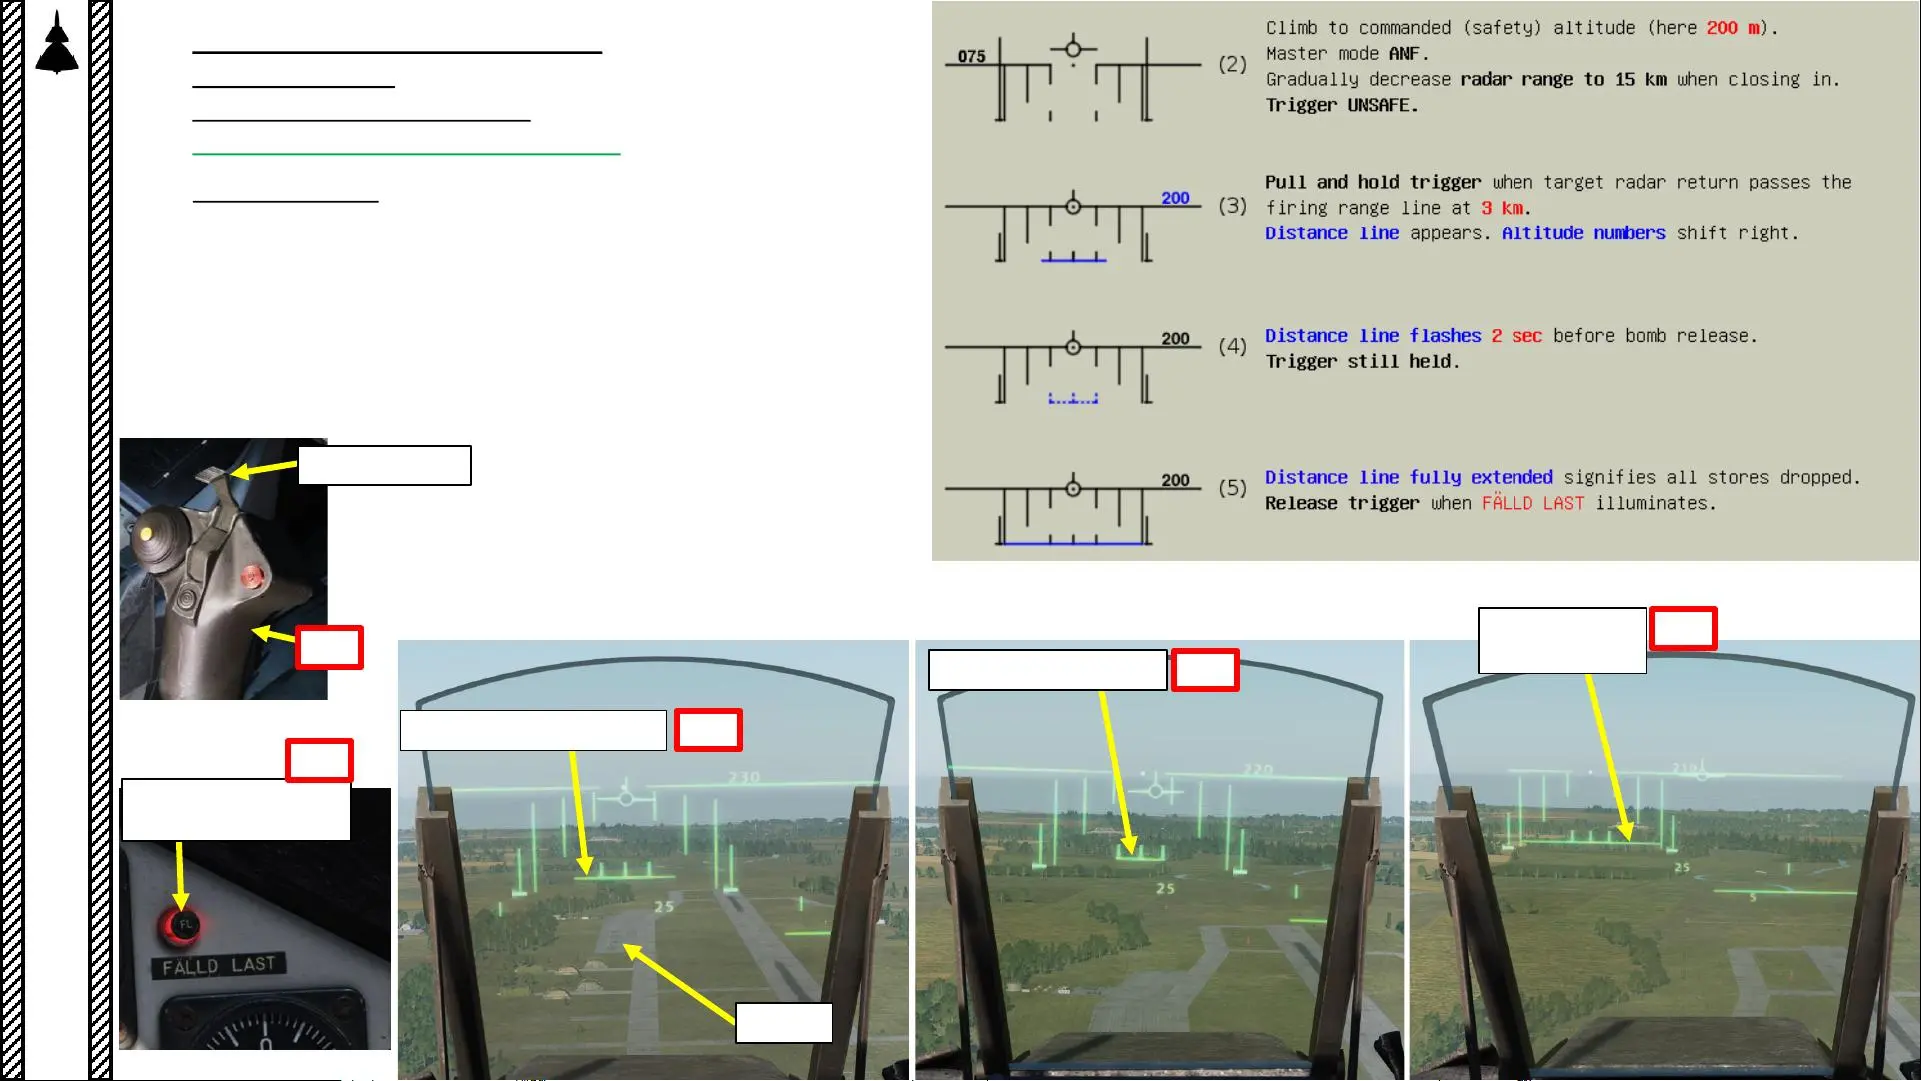 075
(2)
Climb to commanded (safety) altitude (here 200 m).
Master mode ANF.
Gradually decrease radar range to 15 km when closing in.
Trigger UNSAFE.
200
(3)
Pull and hold trigger when target radar return passes the
firing range line at 3 km.
Distance line appears. Altitude numbers shift right.
200
(4)
Distance line flashes 2 sec before bomb release.
Trigger still held.
200
(5)
Distance line fully extended signifies all stores dropped.
Release trigger when FÄLLD LAST illuminates.
230
25
220
25
210
25
5
FL
FÄLLD LAST
0